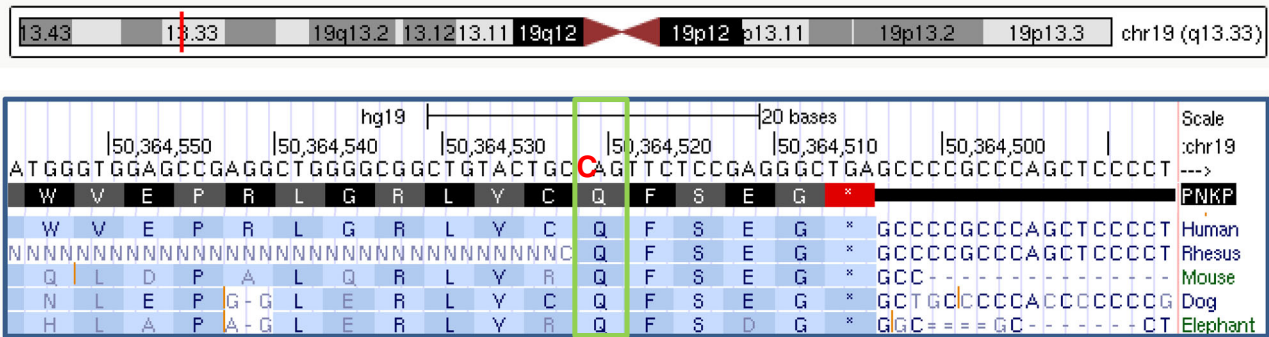 13.43 13.33 19q13.2 13.12 13.11 19q12 19p12 p13.11 19p13.2 19p13.3 chr19 (q13.33)
hg19 20 bases Scale
50,364,550 50,364,540 50,364,530 50,364,520 50,364,510 50,364,500 :chr19
ATGGGTGGAGCCGAGGCTGGGGCGGCTGTACTGCCAGTTCTCCGAGGGCTGAGCCCCGCCCAGCTCCCCT --->
W V E P R L G R L Y C Q F S E G * PNKP
W V E P R L G R L Y C Q F S E G * GCCCCGCCCAGCTCCCCT Human
NNNNNNNNNNNNNNNNNNNNNNNNNNNNNNNNNC Q F S E G * GCCCCGCCCAGCTCCCCT Rhesus
Q L D P A L Q R L Y R Q F S E G * GCC--------------- Mouse
N L E P G-G L E R L Y C Q F S E G * GCTGCCCCCACCCCCCCG Dog
H L A P A-G L E R L Y R Q F S D G * GGC====GC-------CT Elephant